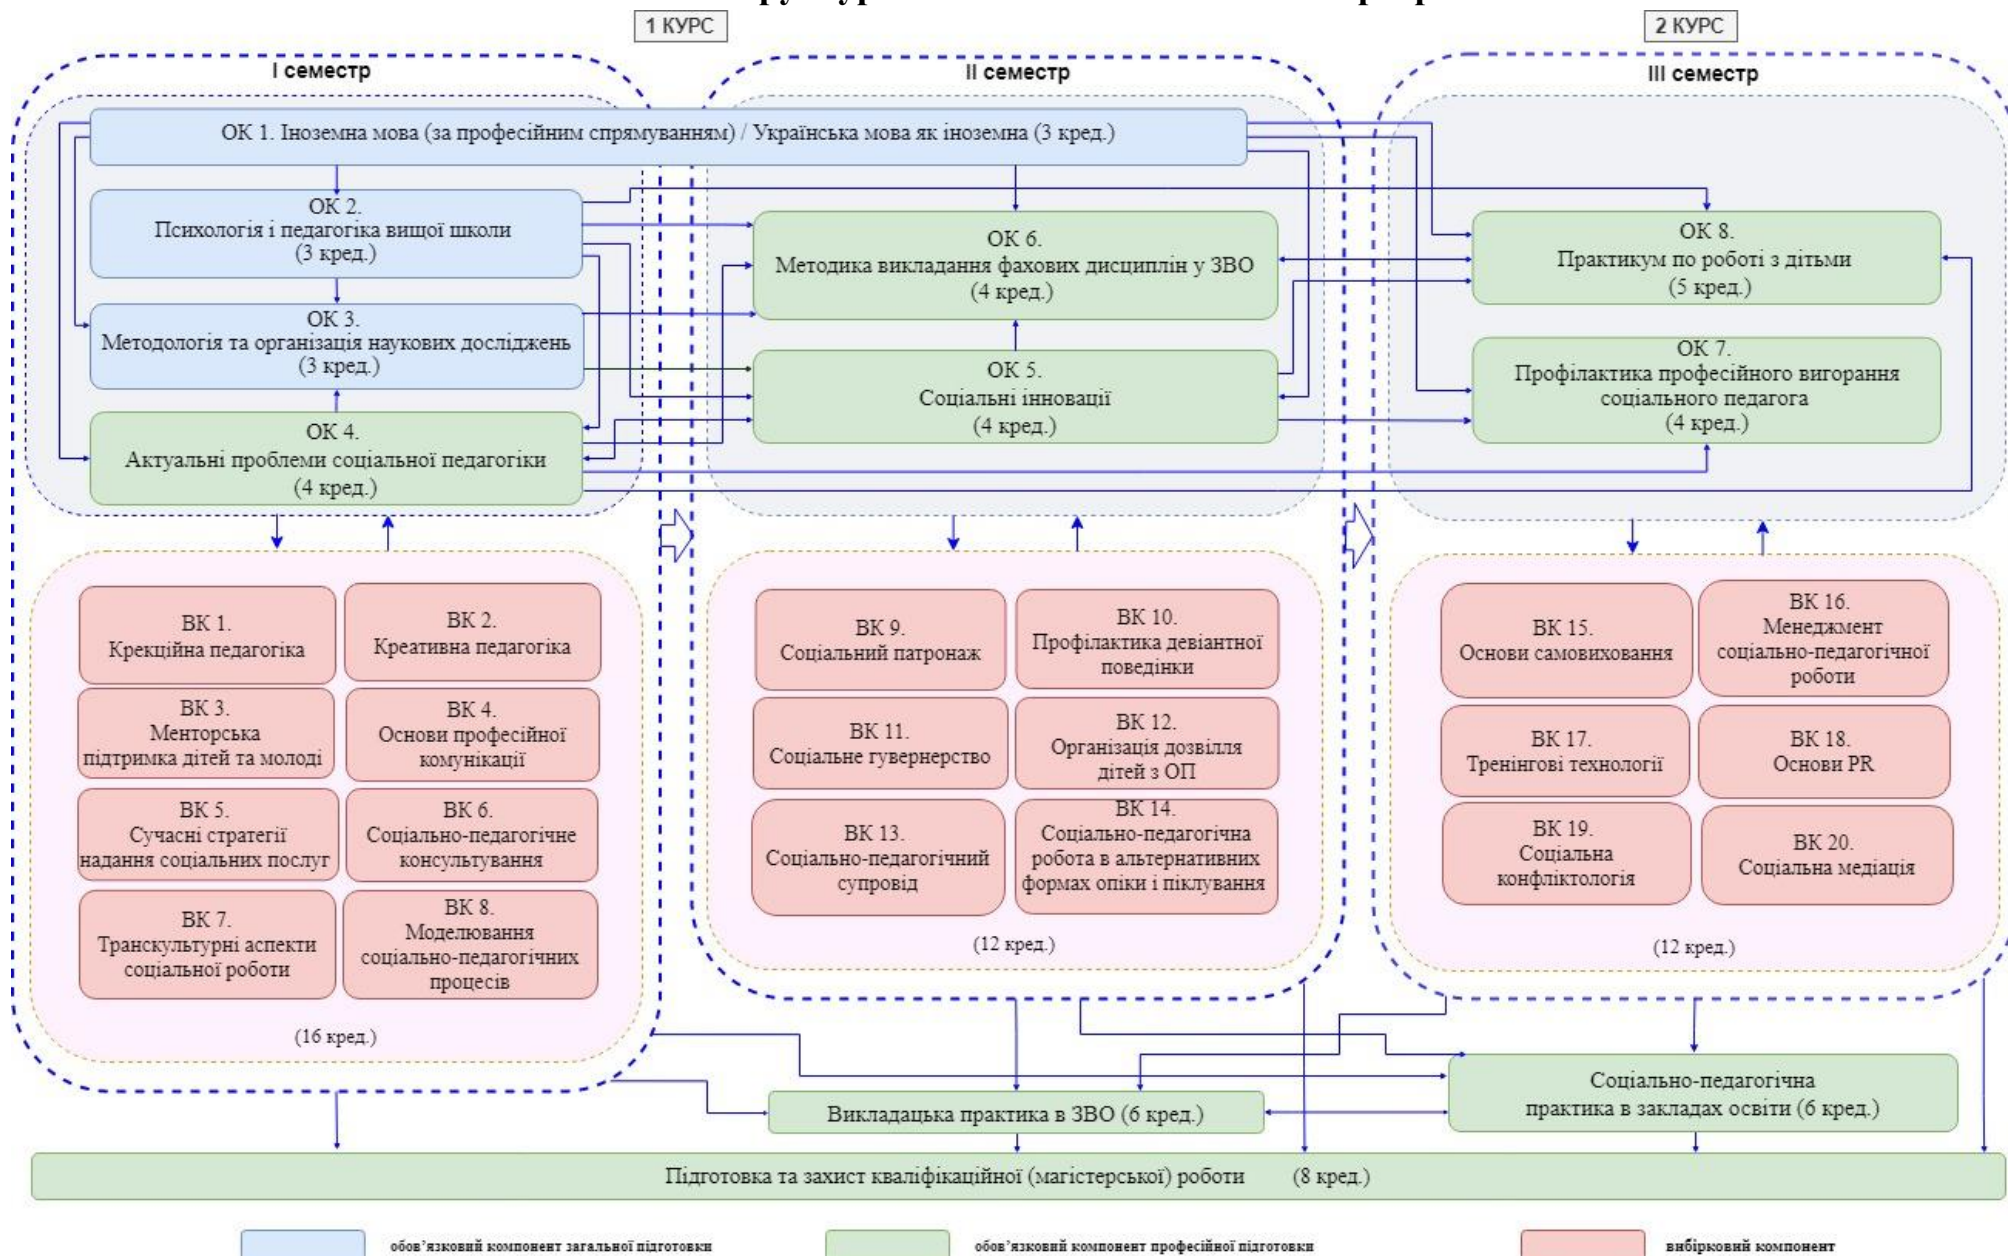 1 КУРС
2 КУРС
І семестр
ІІ семестр
ІІІ семестр
ОК 1. Іноземна мова (за професійним спрямуванням) / Українська мова як іноземна (3 кред.)
ОК 2.
Психологія і педагогіка вищої школи
(3 кред.)
ОК 3.
Методологія та організація наукових досліджень
(3 кред.)
ОК 4.
Актуальні проблеми соціальної педагогіки
(4 кред.)
ОК 6.
Методика викладання фахових дисциплін у ЗВО
(4 кред.)
ОК 5.
Соціальні інновації
(4 кред.)
ОК 8.
Практикум по роботі з дітьми
(5 кред.)
ОК 7.
Профілактика професійного вигорання
соціального педагога
(4 кред.)
ВК 1.
Крекційна педагогіка
ВК 2.
Креативна педагогіка
ВК 3.
Менторська
підтримка дітей та молоді
ВК 4.
Основи професійної
комунікації
ВК 5.
Сучасні стратегії
надання соціальних послуг
ВК 6.
Соціально-педагогічне
консультування
ВК 7.
Транскультурні аспекти
соціальної роботи
ВК 8.
Моделювання
соціально-педагогічних
процесів
(16 кред.)
ВК 9.
Соціальний патронаж
ВК 10.
Профілактика девіантної
поведінки
ВК 11.
Соціальне гувернерство
ВК 12.
Організація дозвілля
дітей з ОП
ВК 13.
Соціально-педагогічний
супровід
ВК 14.
Соціально-педагогічна
робота в альтернативних
формах опіки і піклування
(12 кред.)
ВК 15.
Основи самовиховання
ВК 16.
Менеджмент
соціально-педагогічної
роботи
ВК 17.
Тренінгові технології
ВК 18.
Основи PR
ВК 19.
Соціальна
конфліктологія
ВК 20.
Соціальна медіація
(12 кред.)
Викладацька практика в ЗВО (6 кред.)
Соціально-педагогічна
практика в закладах освіти (6 кред.)
Підготовка та захист кваліфікаційної (магістерської) роботи (8 кред.)
обов’язковий компонент загальної підготовки
обов’язковий компонент професійної підготовки
вибірковий компонент